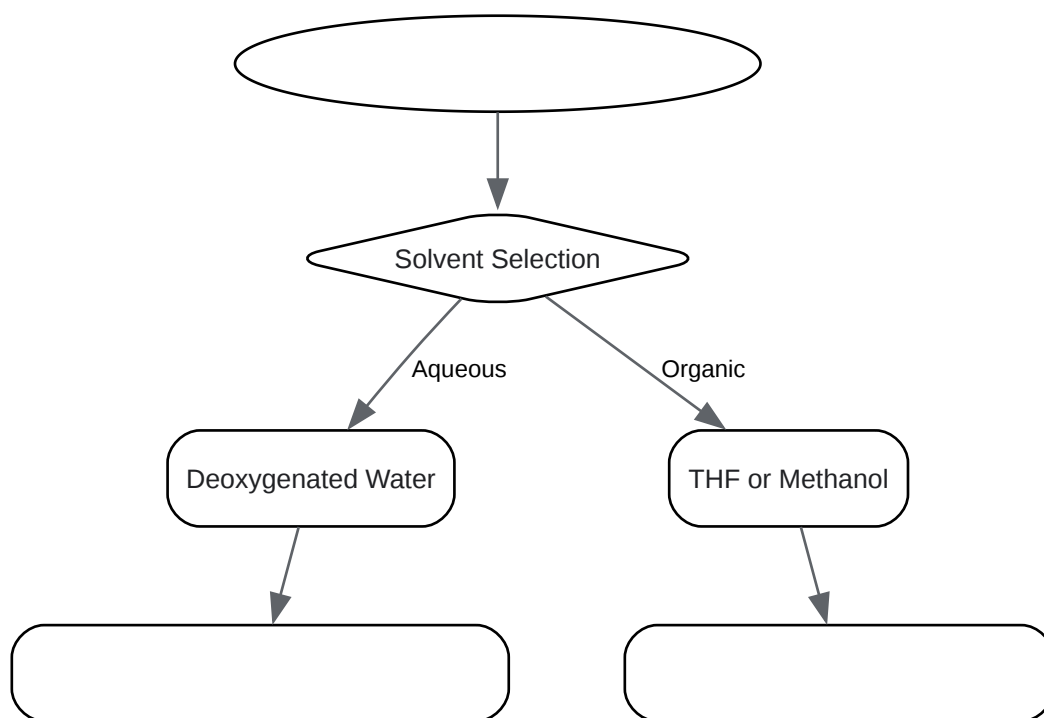 Solvent Selection
Aqueous
Organic
Deoxygenated Water
THF or Methanol